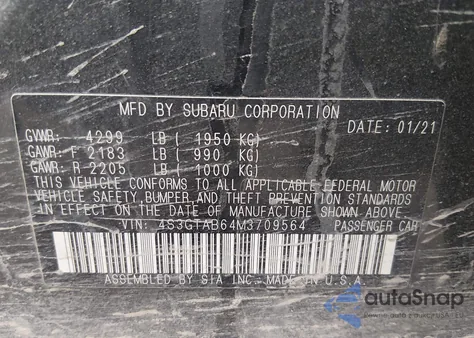 MFD BY SUBARU CORPORATION
DATE: 01/21
GVWR: 4299 LB ( 1950 KG)
GAWR: F 2183 LB ( 990 KG)
GAWR: R 2205 LB ( 1000 KG)
THIS VEHICLE CONFORMS TO ALL APPLICABLE FEDERAL MOTOR
VEHICLE SAFETY, BUMPER, AND THEFT PREVENTION STANDARDS
IN EFFECT ON THE DATE OF MANUFACTURE SHOWN ABOVE.
VIN: 4S3GTAB64M3709564 PASSENGER CAR
ASSEMBLED BY SIA INC. MADE IN U.S.A.
autoSnap